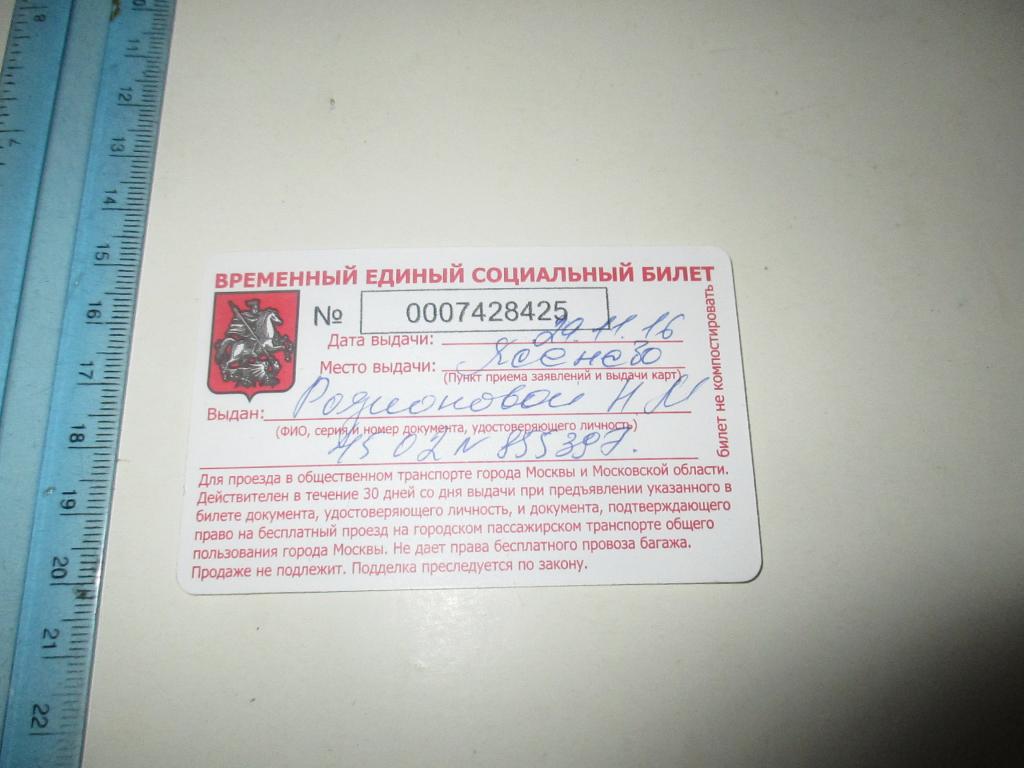 ВРЕМЕННЫЙ ЕДИНЫЙ СОЦИАЛЬНЫЙ БИЛЕТ
№ 0007428425
Дата выдачи: 29.11.16
Место выдачи: Ясенево
(Пункт приема заявлений и выдачи карт)
Выдан: Родионовой Н М
(ФИО, серия и номер документа, удостоверяющего личность)
45 02 № 855397.
Для проезда в общественном транспорте города Москвы и Московской области.
Действителен в течение 30 дней со дня выдачи при предъявлении указанного в
билете документа, удостоверяющего личность, и документа, подтверждающего
право на бесплатный проезд на городском пассажирском транспорте общего
пользования города Москвы. Не дает права бесплатного провоза багажа.
Продаже не подлежит. Подделка преследуется по закону.
билет не компостировать
10
11
12
13
14
15
16
17
18
19
20
21
22